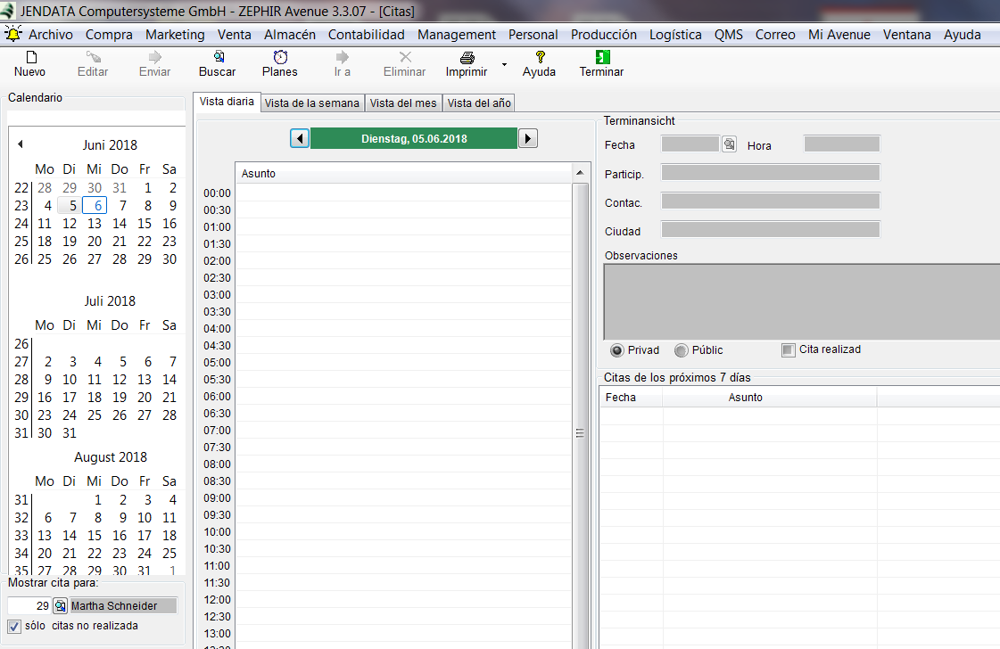 JENDATA Computersysteme GmbH - ZEPHIR Avenue 3.3.07 - [Citas]
Archivo Compra Marketing Venta Almacén Contabilidad Management Personal Producción Logística QMS Correo Mi Avenue Ventana Ayuda
Nuevo Editar Enviar Buscar Planes Ir a Eliminar Imprimir Ayuda Terminar
Calendario
Juni 2018
Mo Di Mi Do Fr Sa
22 28 29 30 31 1 2
23 4 5 6 7 8 9
24 11 12 13 14 15 16
25 18 19 20 21 22 23
26 25 26 27 28 29 30
Juli 2018
Mo Di Mi Do Fr Sa
26
27 2 3 4 5 6 7
28 9 10 11 12 13 14
29 16 17 18 19 20 21
30 23 24 25 26 27 28
31 30 31
August 2018
Mo Di Mi Do Fr Sa
31 1 2 3 4
32 6 7 8 9 10 11
33 13 14 15 16 17 18
34 20 21 22 23 24 25
35 27 28 29 30 31 1
Mostrar cita para:
29 Martha Schneider
sólo citas no realizada
Vista diaria Vista de la semana Vista del mes Vista del año
Dienstag, 05.06.2018
Asunto
00:00
00:30
01:00
01:30
02:00
02:30
03:00
03:30
04:00
04:30
05:00
05:30
06:00
06:30
07:00
07:30
08:00
08:30
09:00
09:30
10:00
10:30
11:00
11:30
12:00
12:30
13:00
13:30
Terminansicht
Fecha Hora
Particip.
Contac.
Ciudad
Observaciones
Privad Públic Cita realizad
Citas de los próximos 7 días
Fecha Asunto